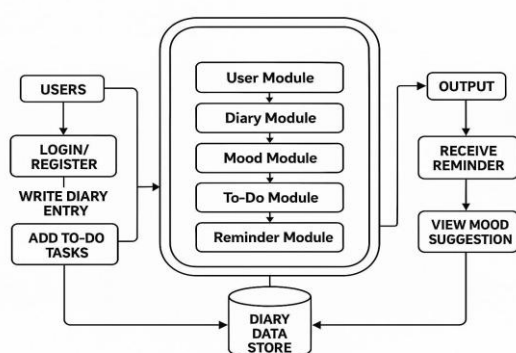 USERS
LOGIN/
REGISTER
WRITE DIARY
ENTRY
ADD TO-DO
TASKS
User Module
Diary Module
Mood Module
To-Do Module
Reminder Module
DIARY
DATA
STORE
OUTPUT
RECEIVE
REMINDER
VIEW MOOD
SUGGESTION